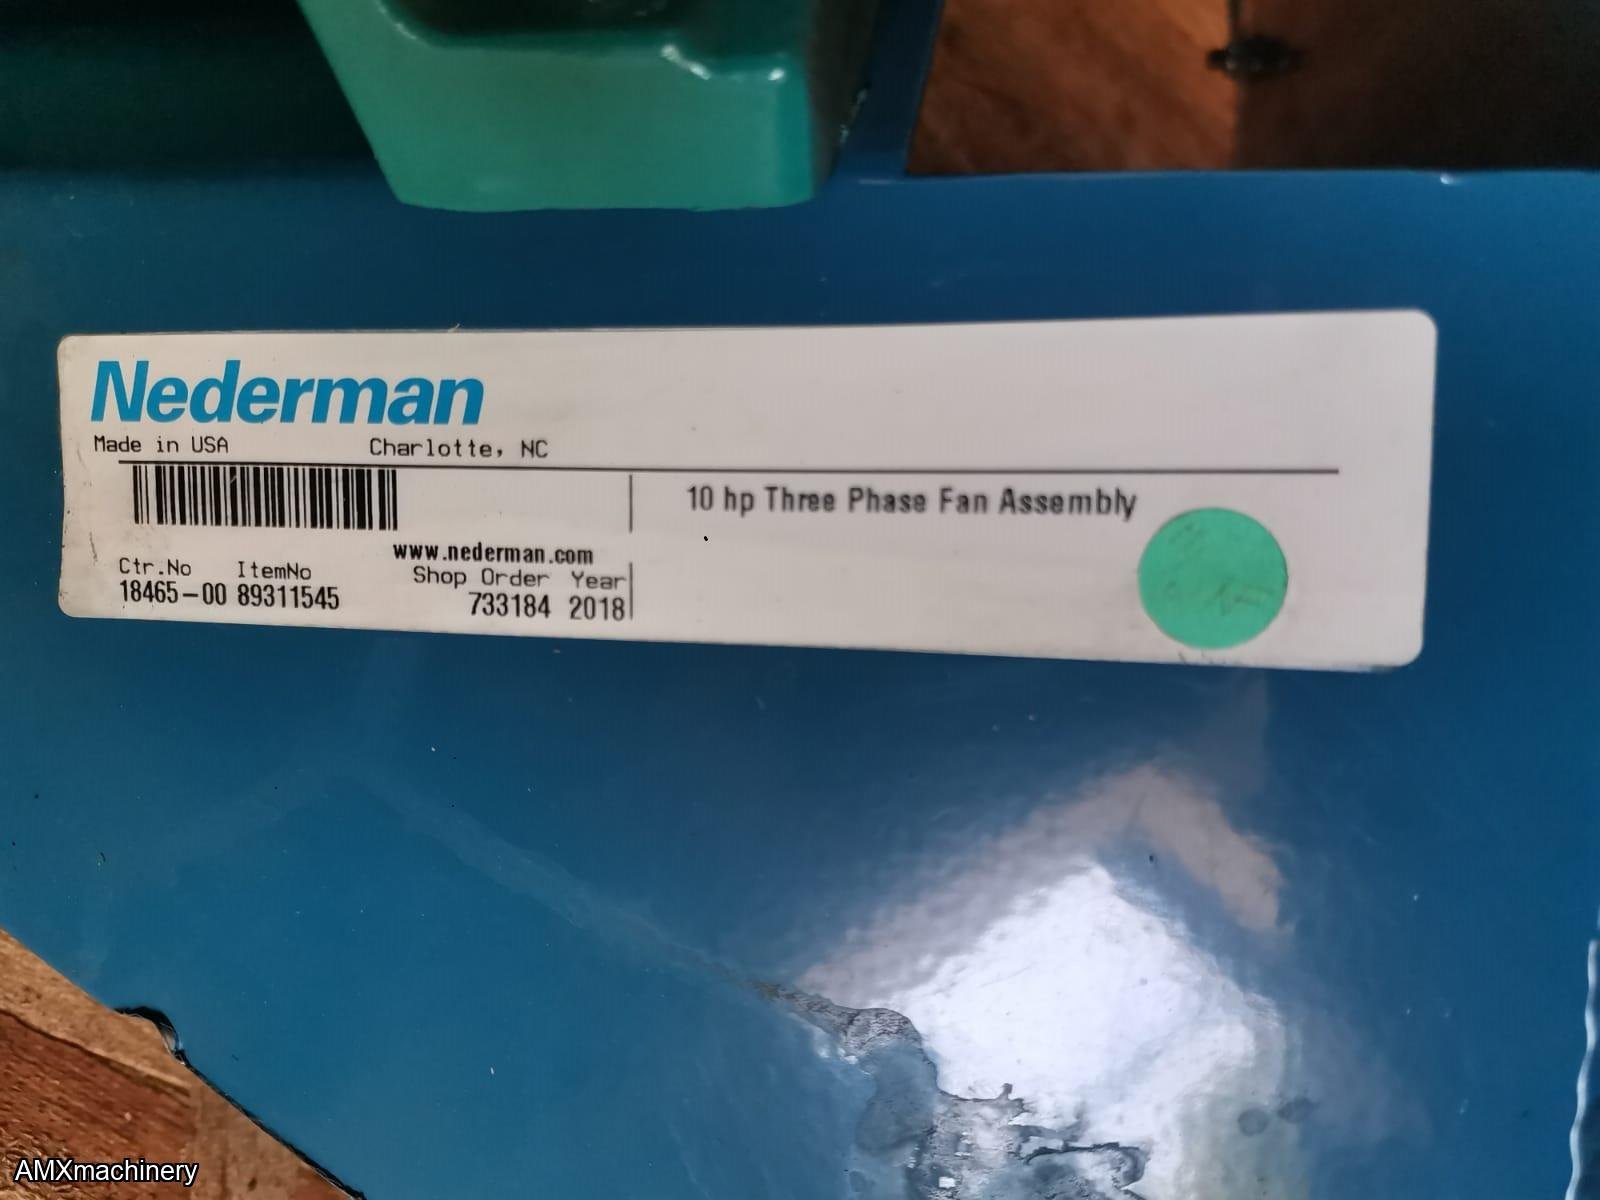 Nederman
Made in USA Charlotte, NC
10 hp Three Phase Fan Assembly
www.nederman.com
Ctr.No ItemNo Shop Order Year
18465-00 89311545 733184 2018
AMXmachinery